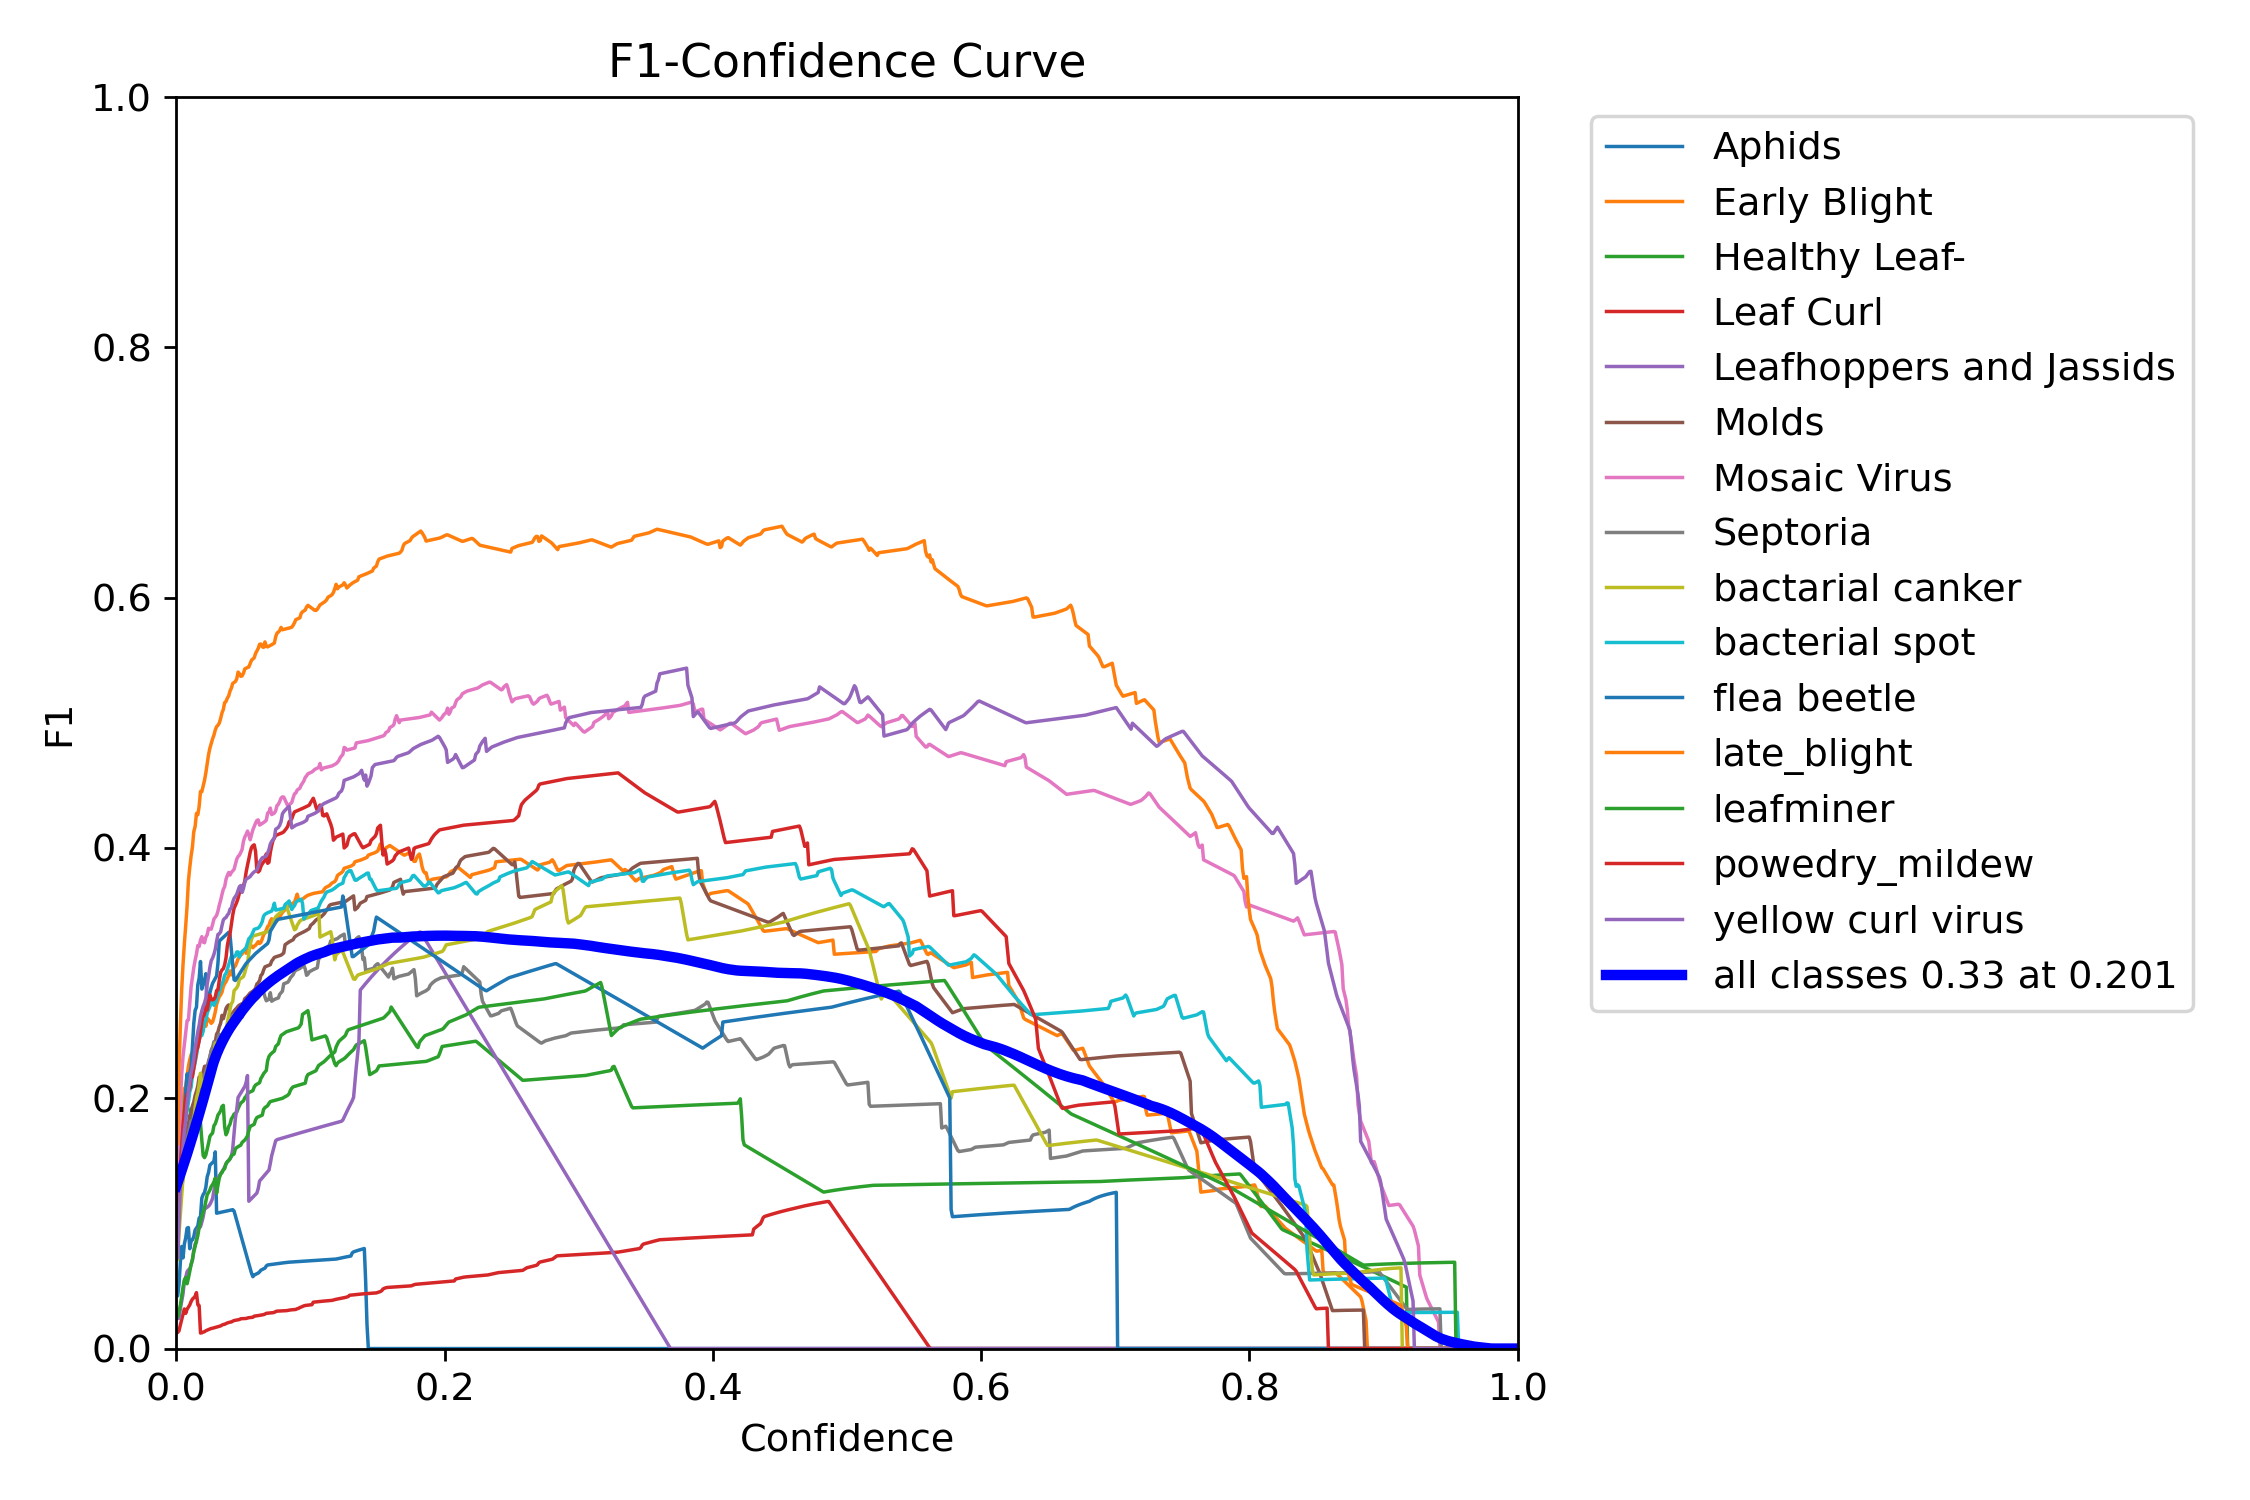 F1-Confidence Curve
1.0
0.8
0.6
0.4
0.2
0.0
F1
0.0 0.2 0.4 0.6 0.8 1.0
Confidence
Aphids
Early Blight
Healthy Leaf-
Leaf Curl
Leafhoppers and Jassids
Molds
Mosaic Virus
Septoria
bactarial canker
bacterial spot
flea beetle
late_blight
leafminer
powedry_mildew
yellow curl virus
all classes 0.33 at 0.201